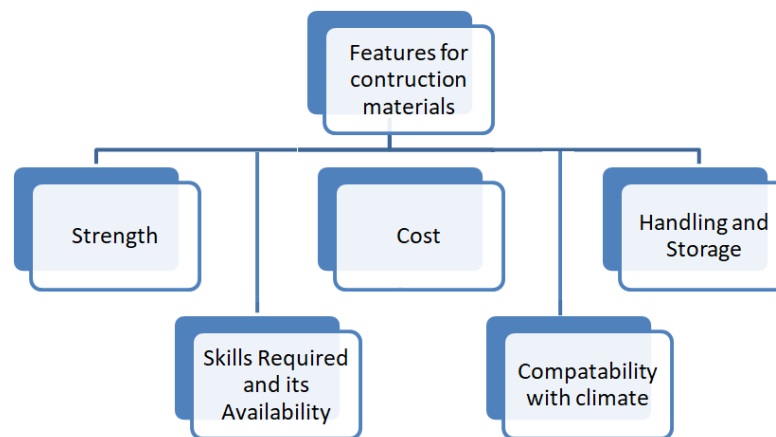 Features for
contruction
materials
Strength
Cost
Handling and
Storage
Skills Required
and its
Availability
Compatability
with climate